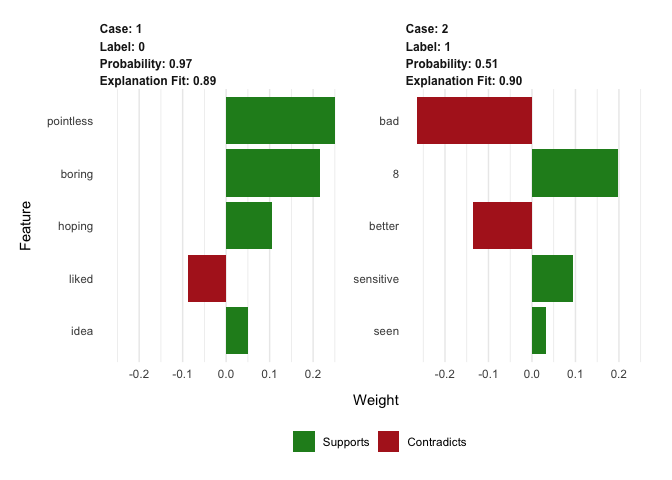 Case: 1
Label: 0
Probability: 0.97
Explanation Fit: 0.89
pointless
boring
hoping
liked
idea
-0.2 -0.1 0.0 0.1 0.2
Case: 2
Label: 1
Probability: 0.51
Explanation Fit: 0.90
bad
8
better
sensitive
seen
-0.2 -0.1 0.0 0.1 0.2
Feature
Weight
Supports Contradicts